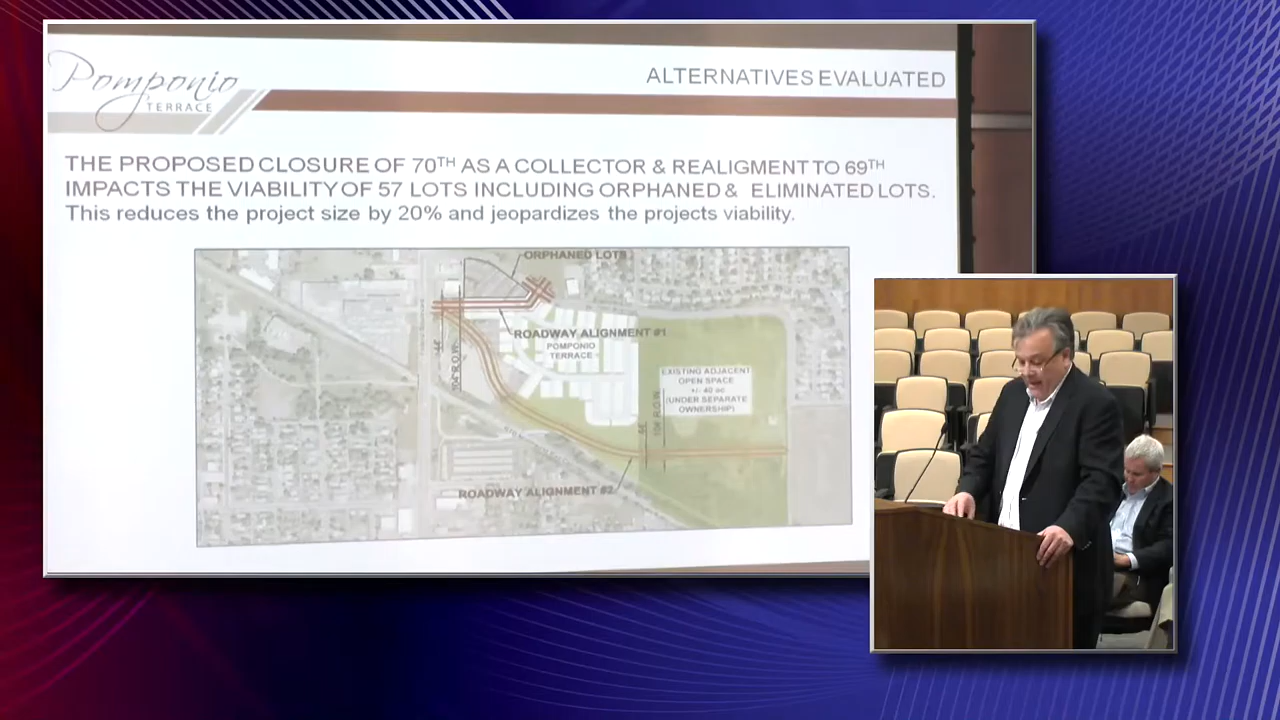 Pomponio
TERRACE
ALTERNATIVES EVALUATED
THE PROPOSED CLOSURE OF 70TH AS A COLLECTOR & REALIGMENT TO 69TH
IMPACTS THE VIABILITY OF 57 LOTS INCLUDING ORPHANED & ELIMINATED LOTS.
This reduces the project size by 20% and jeopardizes the projects viability.
ORPHANED LOTS
ROADWAY ALIGNMENT #1
POMPONIO
TERRACE
EXISTING ADJACENT
OPEN SPACE
+/- 40 ac
(UNDER SEPARATE
OWNERSHIP)
ROADWAY ALIGNMENT #2